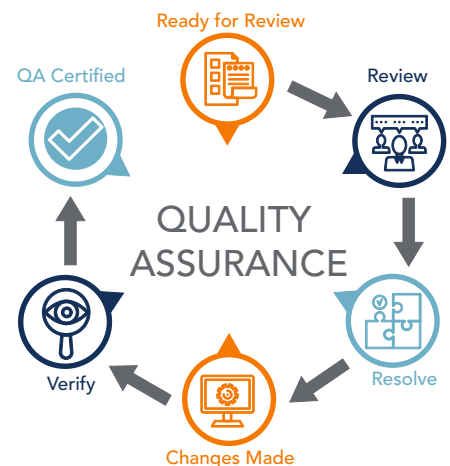 Ready for Review
QA Certified
Review
QUALITY
ASSURANCE
Verify
Resolve
Changes Made